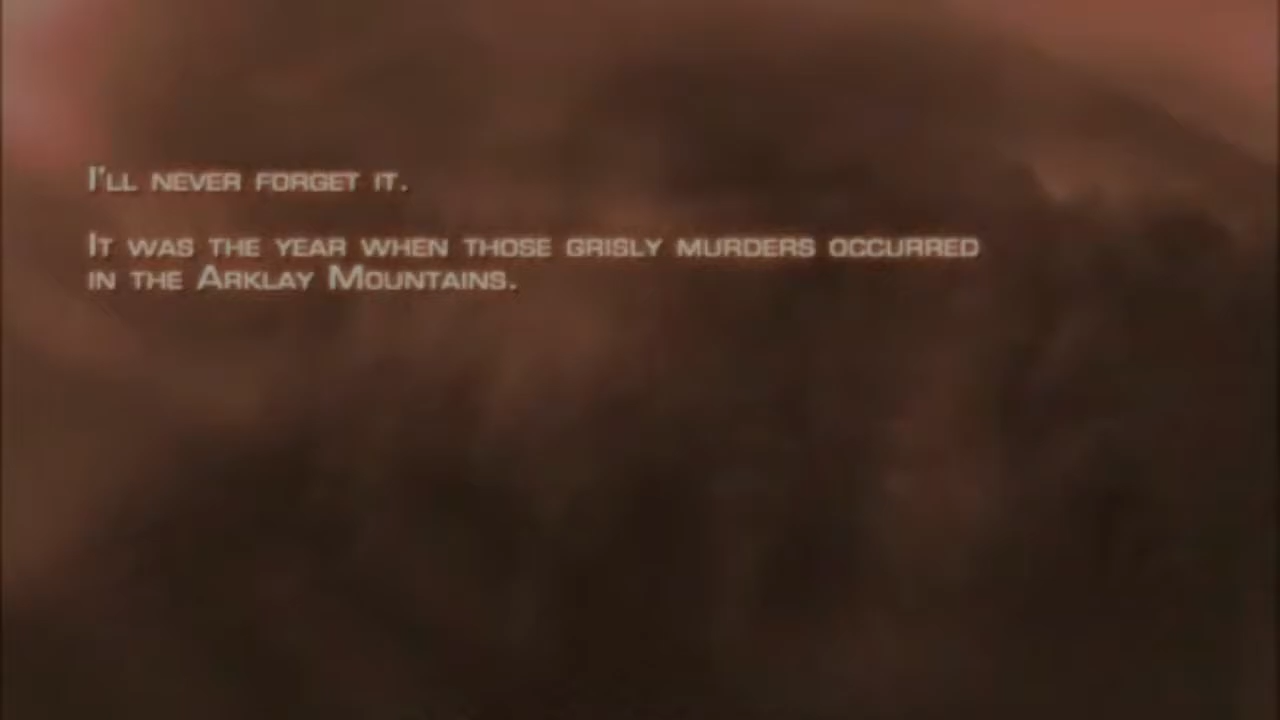 I'll never forget it.
It was the year when those grisly murders occurred
in the Arklay Mountains.